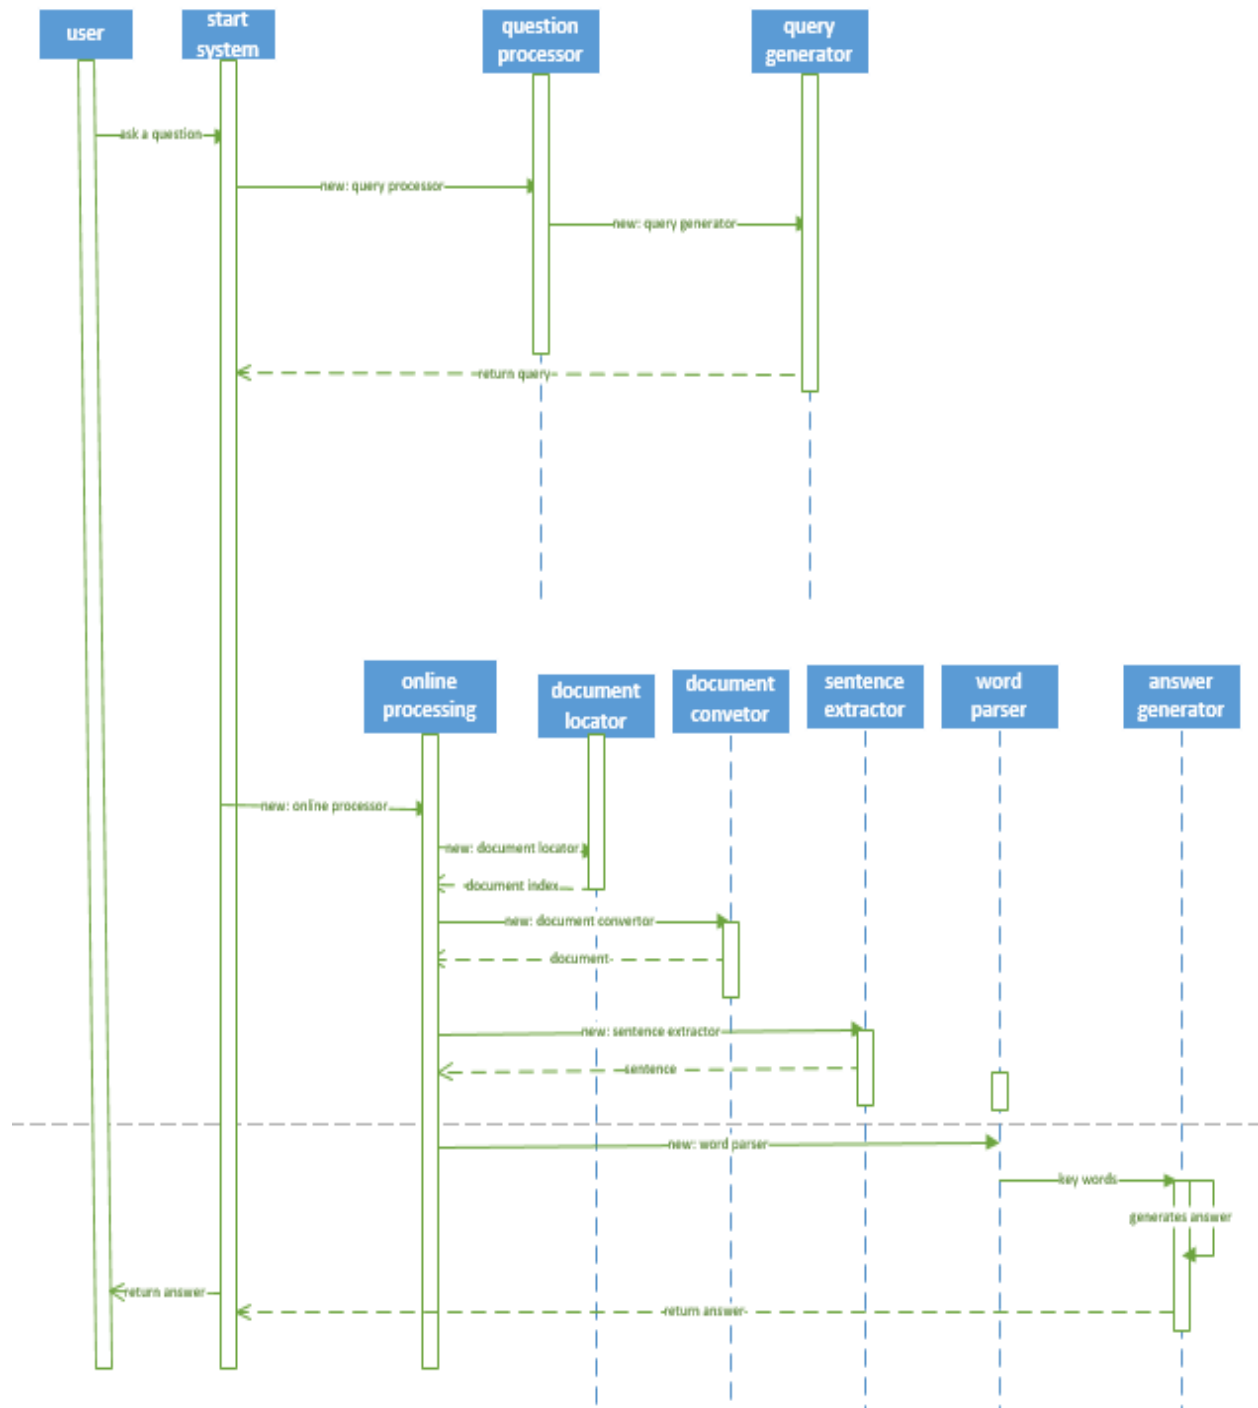 user
start
system
question
processor
query
generator
ask a question
new: query processor
new: query generator
return query
online
processing
document
locator
document
convetor
sentence
extractor
word
parser
answer
generator
new: online processor
new: document locator
document index
new: document convertor
document
new: sentence extractor
sentence
new: word parser
key words
generates answer
return answer
return answer